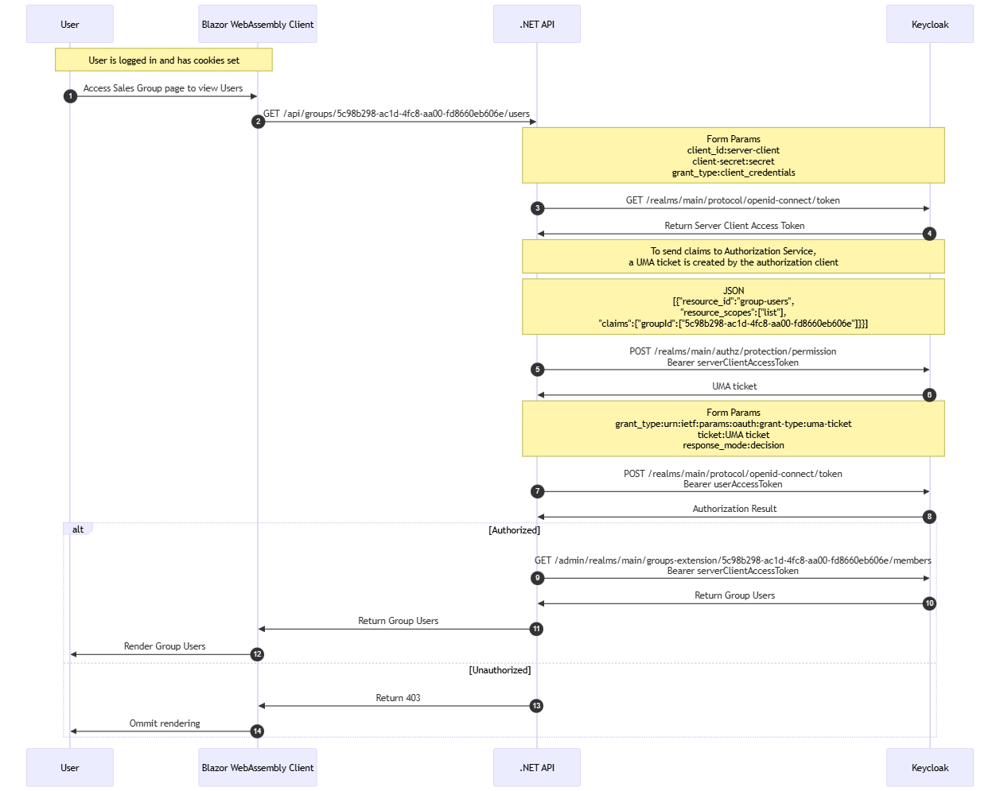 User
Blazor WebAssembly Client
.NET API
Keycloak
User is logged in and has cookies set
1
Access Sales Group page to view Users
2
GET /api/groups/5c98b298-ac1d-4fc8-aa00-fd8660eb606e/users
Form Params
client_id:server-client
client-secret:secret
grant_type:client_credentials
3
GET /realms/main/protocol/openid-connect/token
4
Return Server Client Access Token
To send claims to Authorization Service,
a UMA ticket is created by the authorization client
JSON
[{"resource_id":"group-users",
"resource_scopes":["list"],
"claims":{"groupId":["5c98b298-ac1d-4fc8-aa00-fd8660eb606e"]}}]
5
POST /realms/main/authz/protection/permission
Bearer serverClientAccessToken
6
UMA ticket
Form Params
grant_type:urn:ietf:params:oauth:grant-type:uma-ticket
ticket:UMA ticket
response_mode:decision
7
POST /realms/main/protocol/openid-connect/token
Bearer userAccessToken
8
Authorization Result
alt
[Authorized]
9
GET /admin/realms/main/groups-extension/5c98b298-ac1d-4fc8-aa00-fd8660eb606e/members
Bearer serverClientAccessToken
10
Return Group Users
11
Return Group Users
12
Render Group Users
[Unauthorized]
13
Return 403
14
Ommit rendering
User
Blazor WebAssembly Client
.NET API
Keycloak